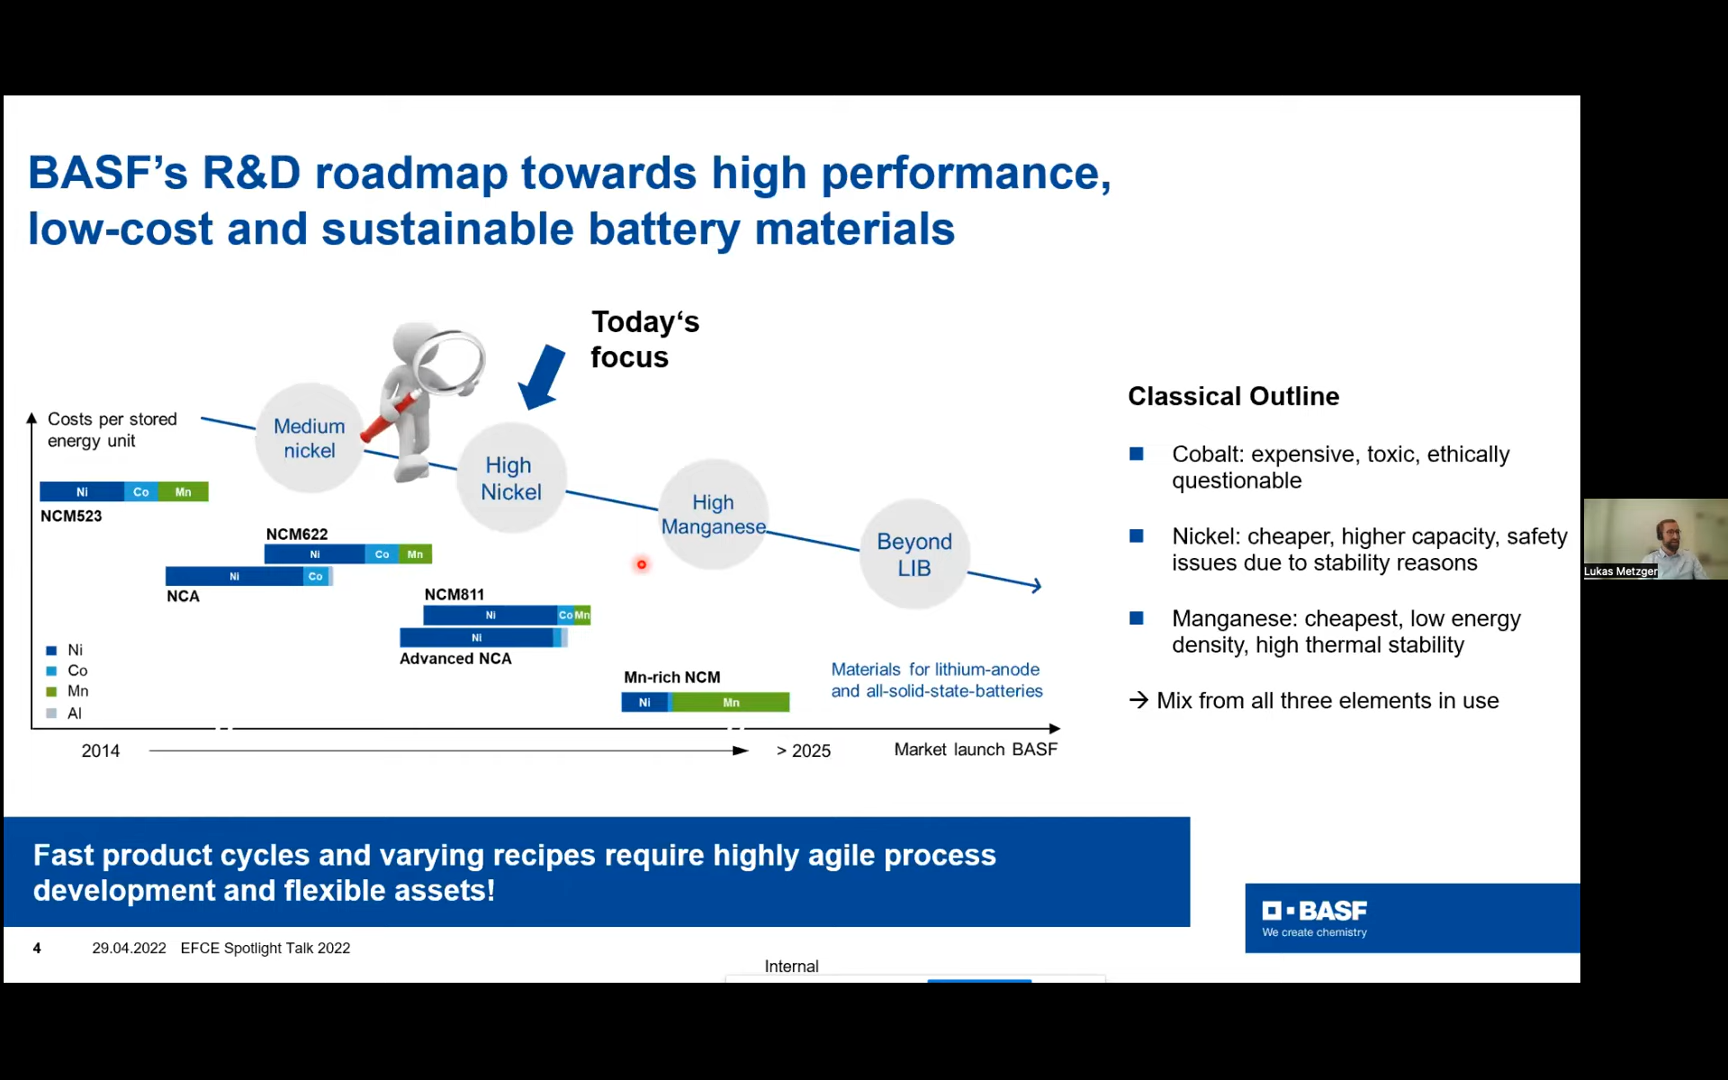 BASF’s R&D roadmap towards high performance,
low-cost and sustainable battery materials
Today‘s
focus
Costs per stored
energy unit
Medium
nickel
High
Nickel
High
Manganese
Beyond
LIB
Ni Co Mn
NCM523
NCM622
Ni Co Mn
Ni Co
NCA
NCM811
Ni Co Mn
Ni
Advanced NCA
Mn-rich NCM
Ni Mn
Materials for lithium-anode
and all-solid-state-batteries
Ni
Co
Mn
Al
2014
> 2025
Market launch BASF
Classical Outline
Cobalt: expensive, toxic, ethically
questionable
Nickel: cheaper, higher capacity, safety
issues due to stability reasons
Manganese: cheapest, low energy
density, high thermal stability
→ Mix from all three elements in use
Lukas Metzger
Fast product cycles and varying recipes require highly agile process
development and flexible assets!
BASF
We create chemistry
4 29.04.2022 EFCE Spotlight Talk 2022
Internal